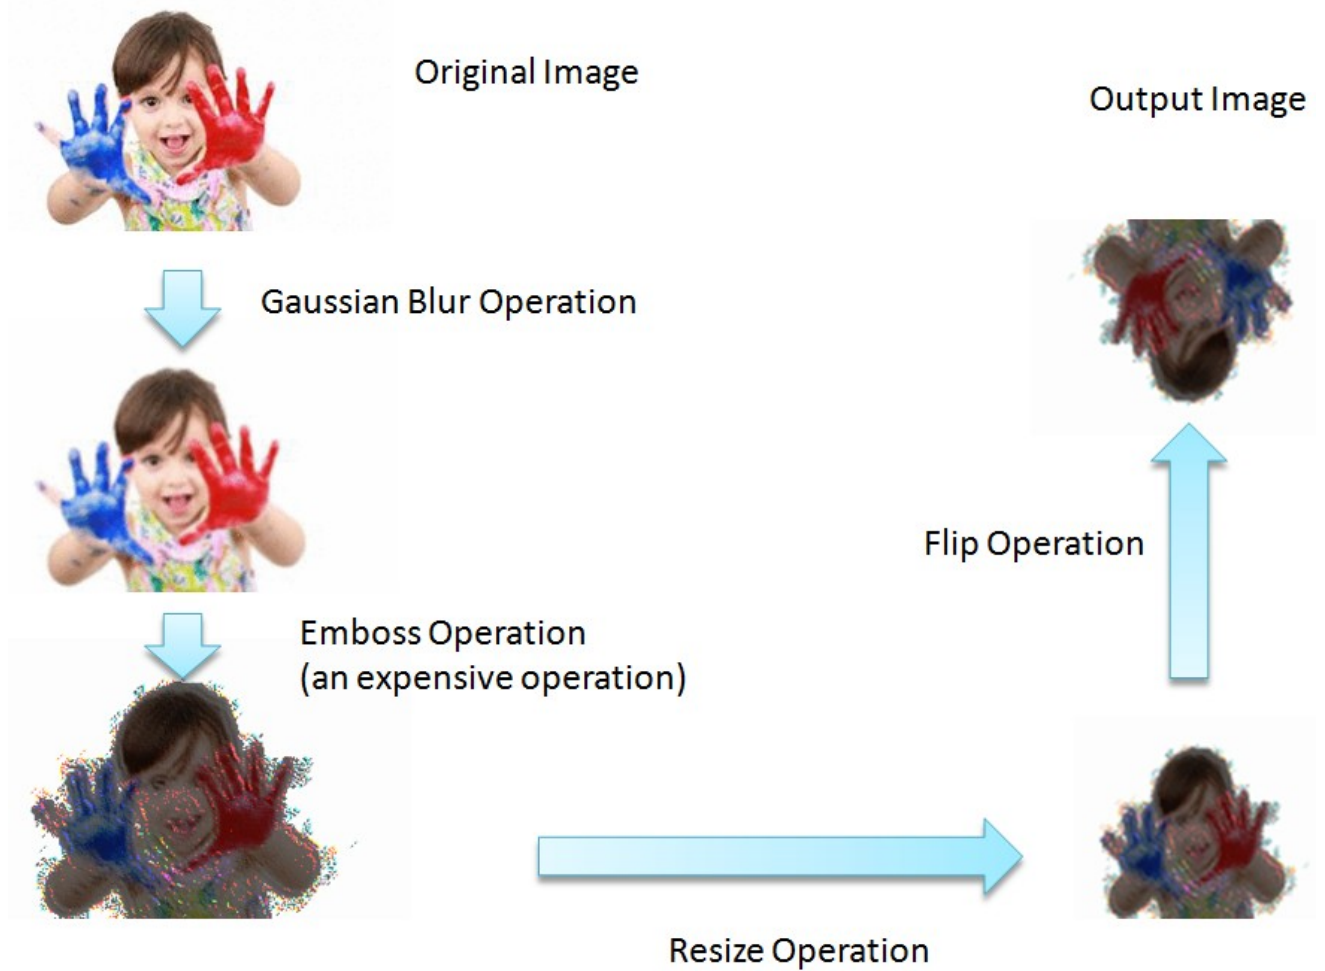 Original Image
Output Image
Gaussian Blur Operation
Flip Operation
Emboss Operation
(an expensive operation)
Resize Operation